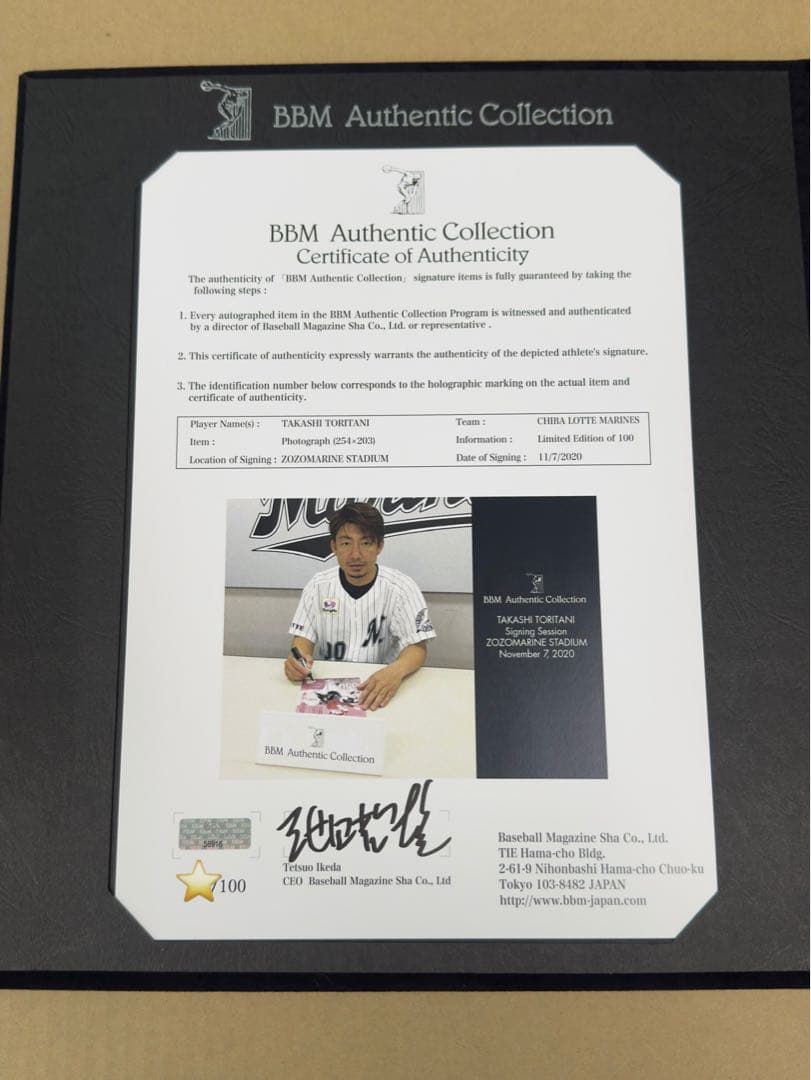 BBM Authentic Collection
BBM Authentic Collection
Certificate of Authenticity
The authenticity of 「BBM Authentic Collection」 signature items is fully guaranteed by taking the
following steps :
1. Every autographed item in the BBM Authentic Collection Program is witnessed and authenticated
by a director of Baseball Magazine Sha Co., Ltd. or representative .
2. This certificate of authenticity expressly warrants the authenticity of the depicted athlete's signature.
3. The identification number below corresponds to the holographic marking on the actual item and
certificate of authenticity.
Player Name(s) : TAKASHI TORITANI Team : CHIBA LOTTE MARINES
Item : Photograph (254×203) Information : Limited Edition of 100
Location of Signing : ZOZOMARINE STADIUM Date of Signing : 11/7/2020
BBM Authentic Collection
TAKASHI TORITANI
Signing Session
ZOZOMARINE STADIUM
November 7, 2020
BBM Authentic Collection
/100
Tetsuo Ikeda
CEO Baseball Magazine Sha Co., Ltd
Baseball Magazine Sha Co., Ltd.
TIE Hama-cho Bldg.
2-61-9 Nihonbashi Hama-cho Chuo-ku
Tokyo 103-8482 JAPAN
http://www.bbm-japan.com